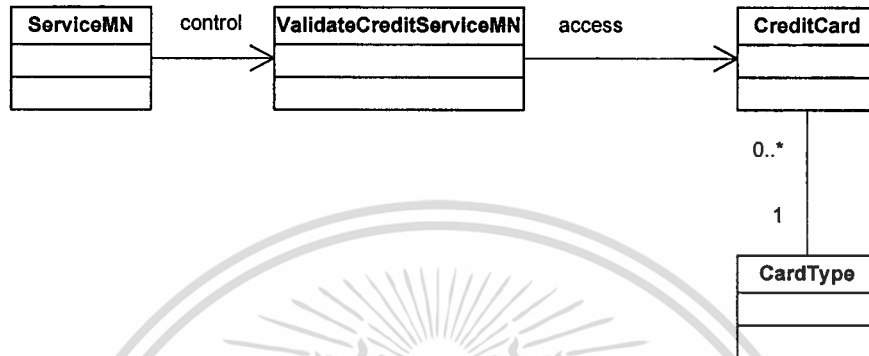 ServiceMN control ValidateCreditServiceMN access CreditCard
0..*
1
CardType